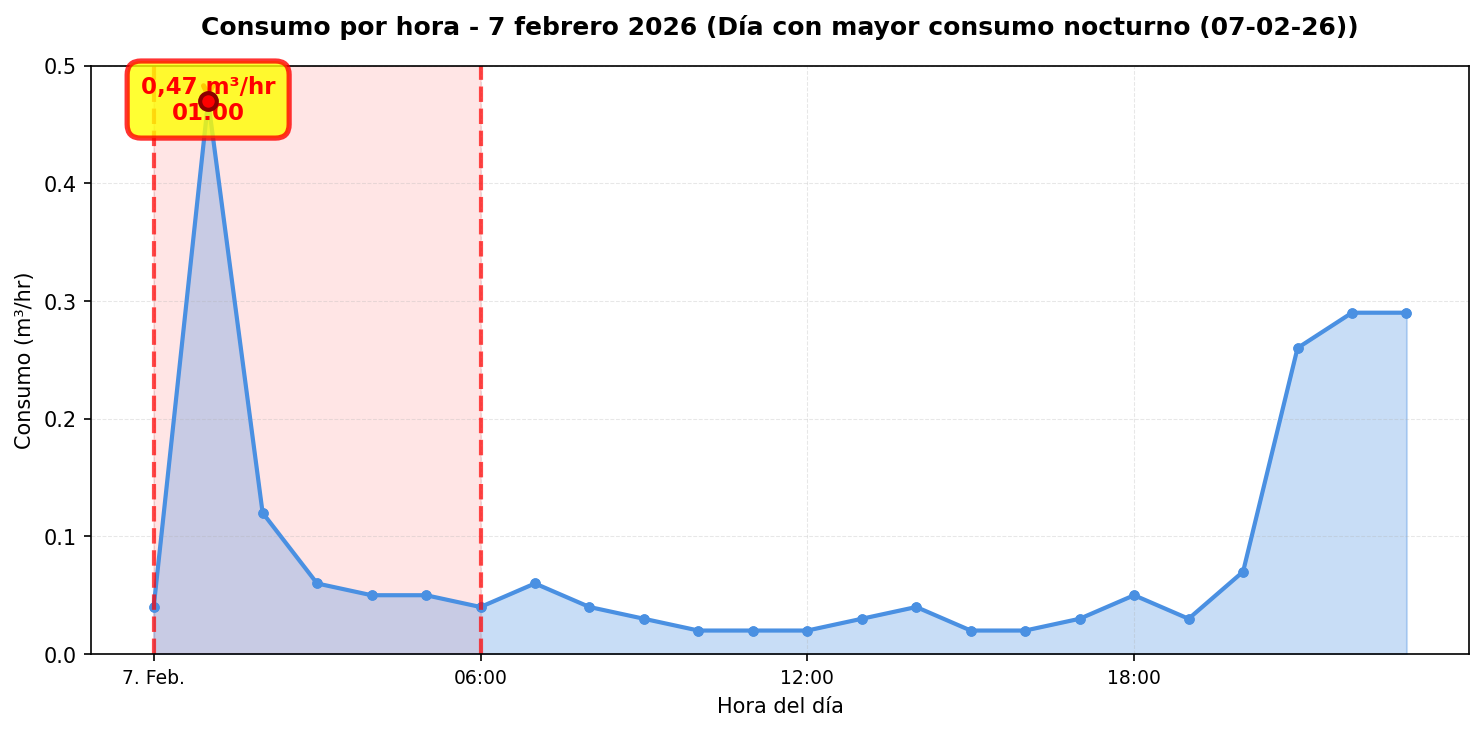 Consumo por hora - 7 febrero 2026 (Día con mayor consumo nocturno (07-02-26))
0,47 m³/hr
01:00
Consumo (m³/hr)
0.5
0.4
0.3
0.2
0.1
0.0
7. Feb.
06:00
12:00
18:00
Hora del día